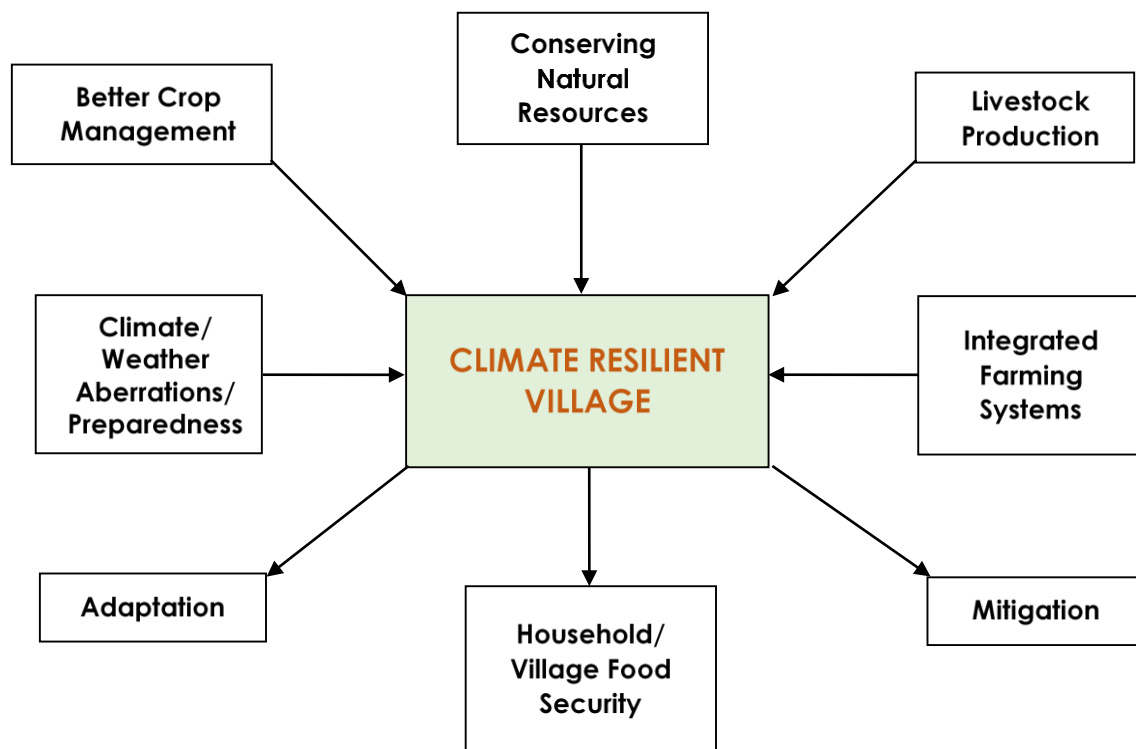 Conserving
Natural
Resources
Better Crop
Management
Livestock
Production
Climate/
Weather
Aberrations/
Preparedness
CLIMATE RESILIENT
VILLAGE
Integrated
Farming
Systems
Adaptation
Household/
Village Food
Security
Mitigation